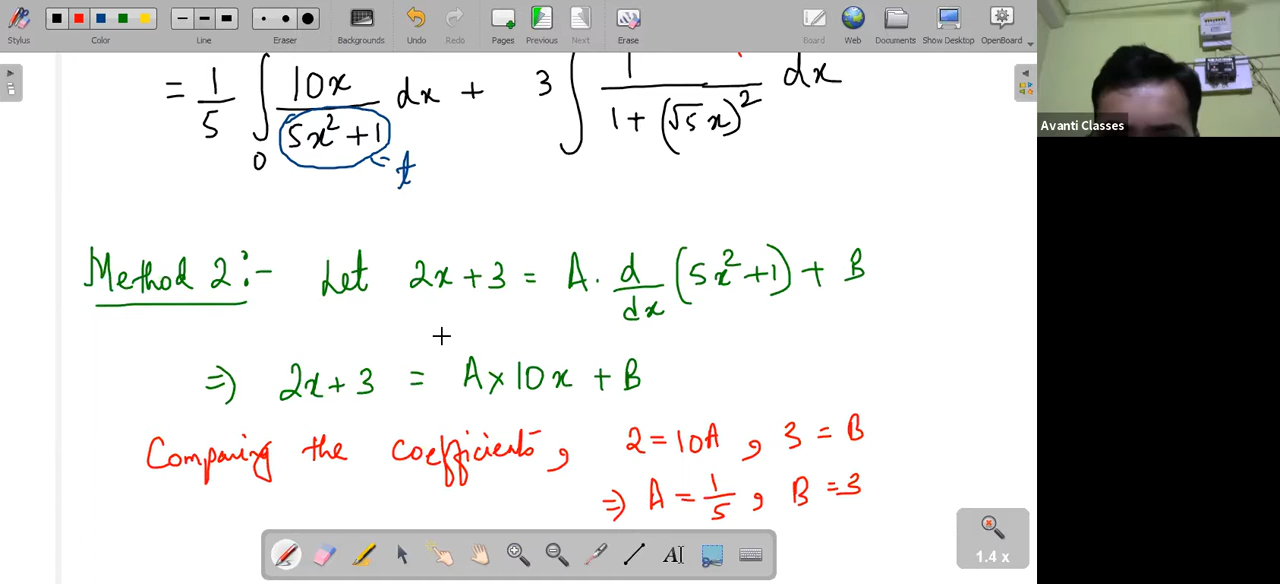 Stylus Color Line Eraser Backgrounds Undo Redo Pages Previous Next Erase Board Web Documents Show Desktop OpenBoard
= 1/5 ∫₀ 10x/(5x² + 1) dx + 3 ∫ 1/(1 + (√5 x)²) dx
t
Method 2:- Let 2x + 3 = A · d/dx (5x² + 1) + B
⇒ 2x + 3 = A × 10x + B
Comparing the coefficients, 2 = 10A, 3 = B
⇒ A = 1/5, B = 3
Avanti Classes
1.4 x